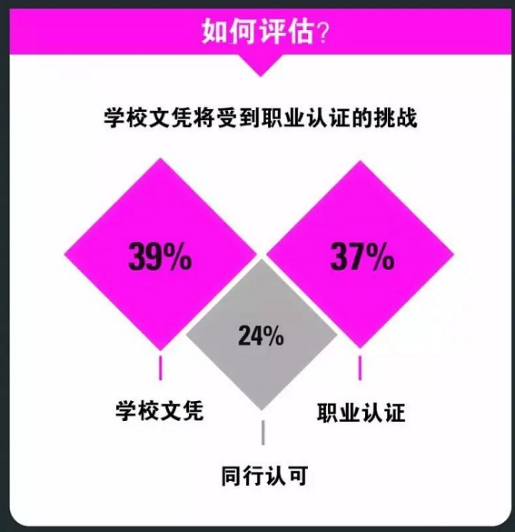 如何评估?
学校文凭将受到职业认证的挑战
39%
37%
24%
学校文凭
职业认证
同行认可